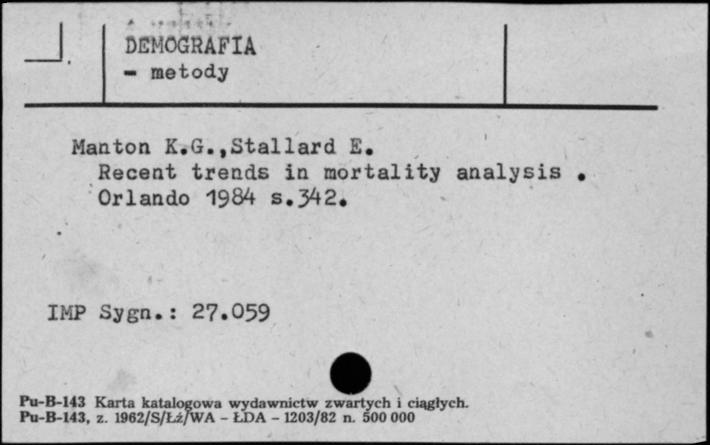 DEMOGRAFIA
- metody
Manton K.G.,Stallard E.
Recent trends in mortality analysis .
Orlando 1984 s.342.
IMP Sygn.: 27.059
Pu-B-143 Karta katalogowa wydawnictw zwartych i ciągłych.
Pu-B-143, z. 1962/S/Łź/WA - ŁDA - 1203/82 n. 500 000